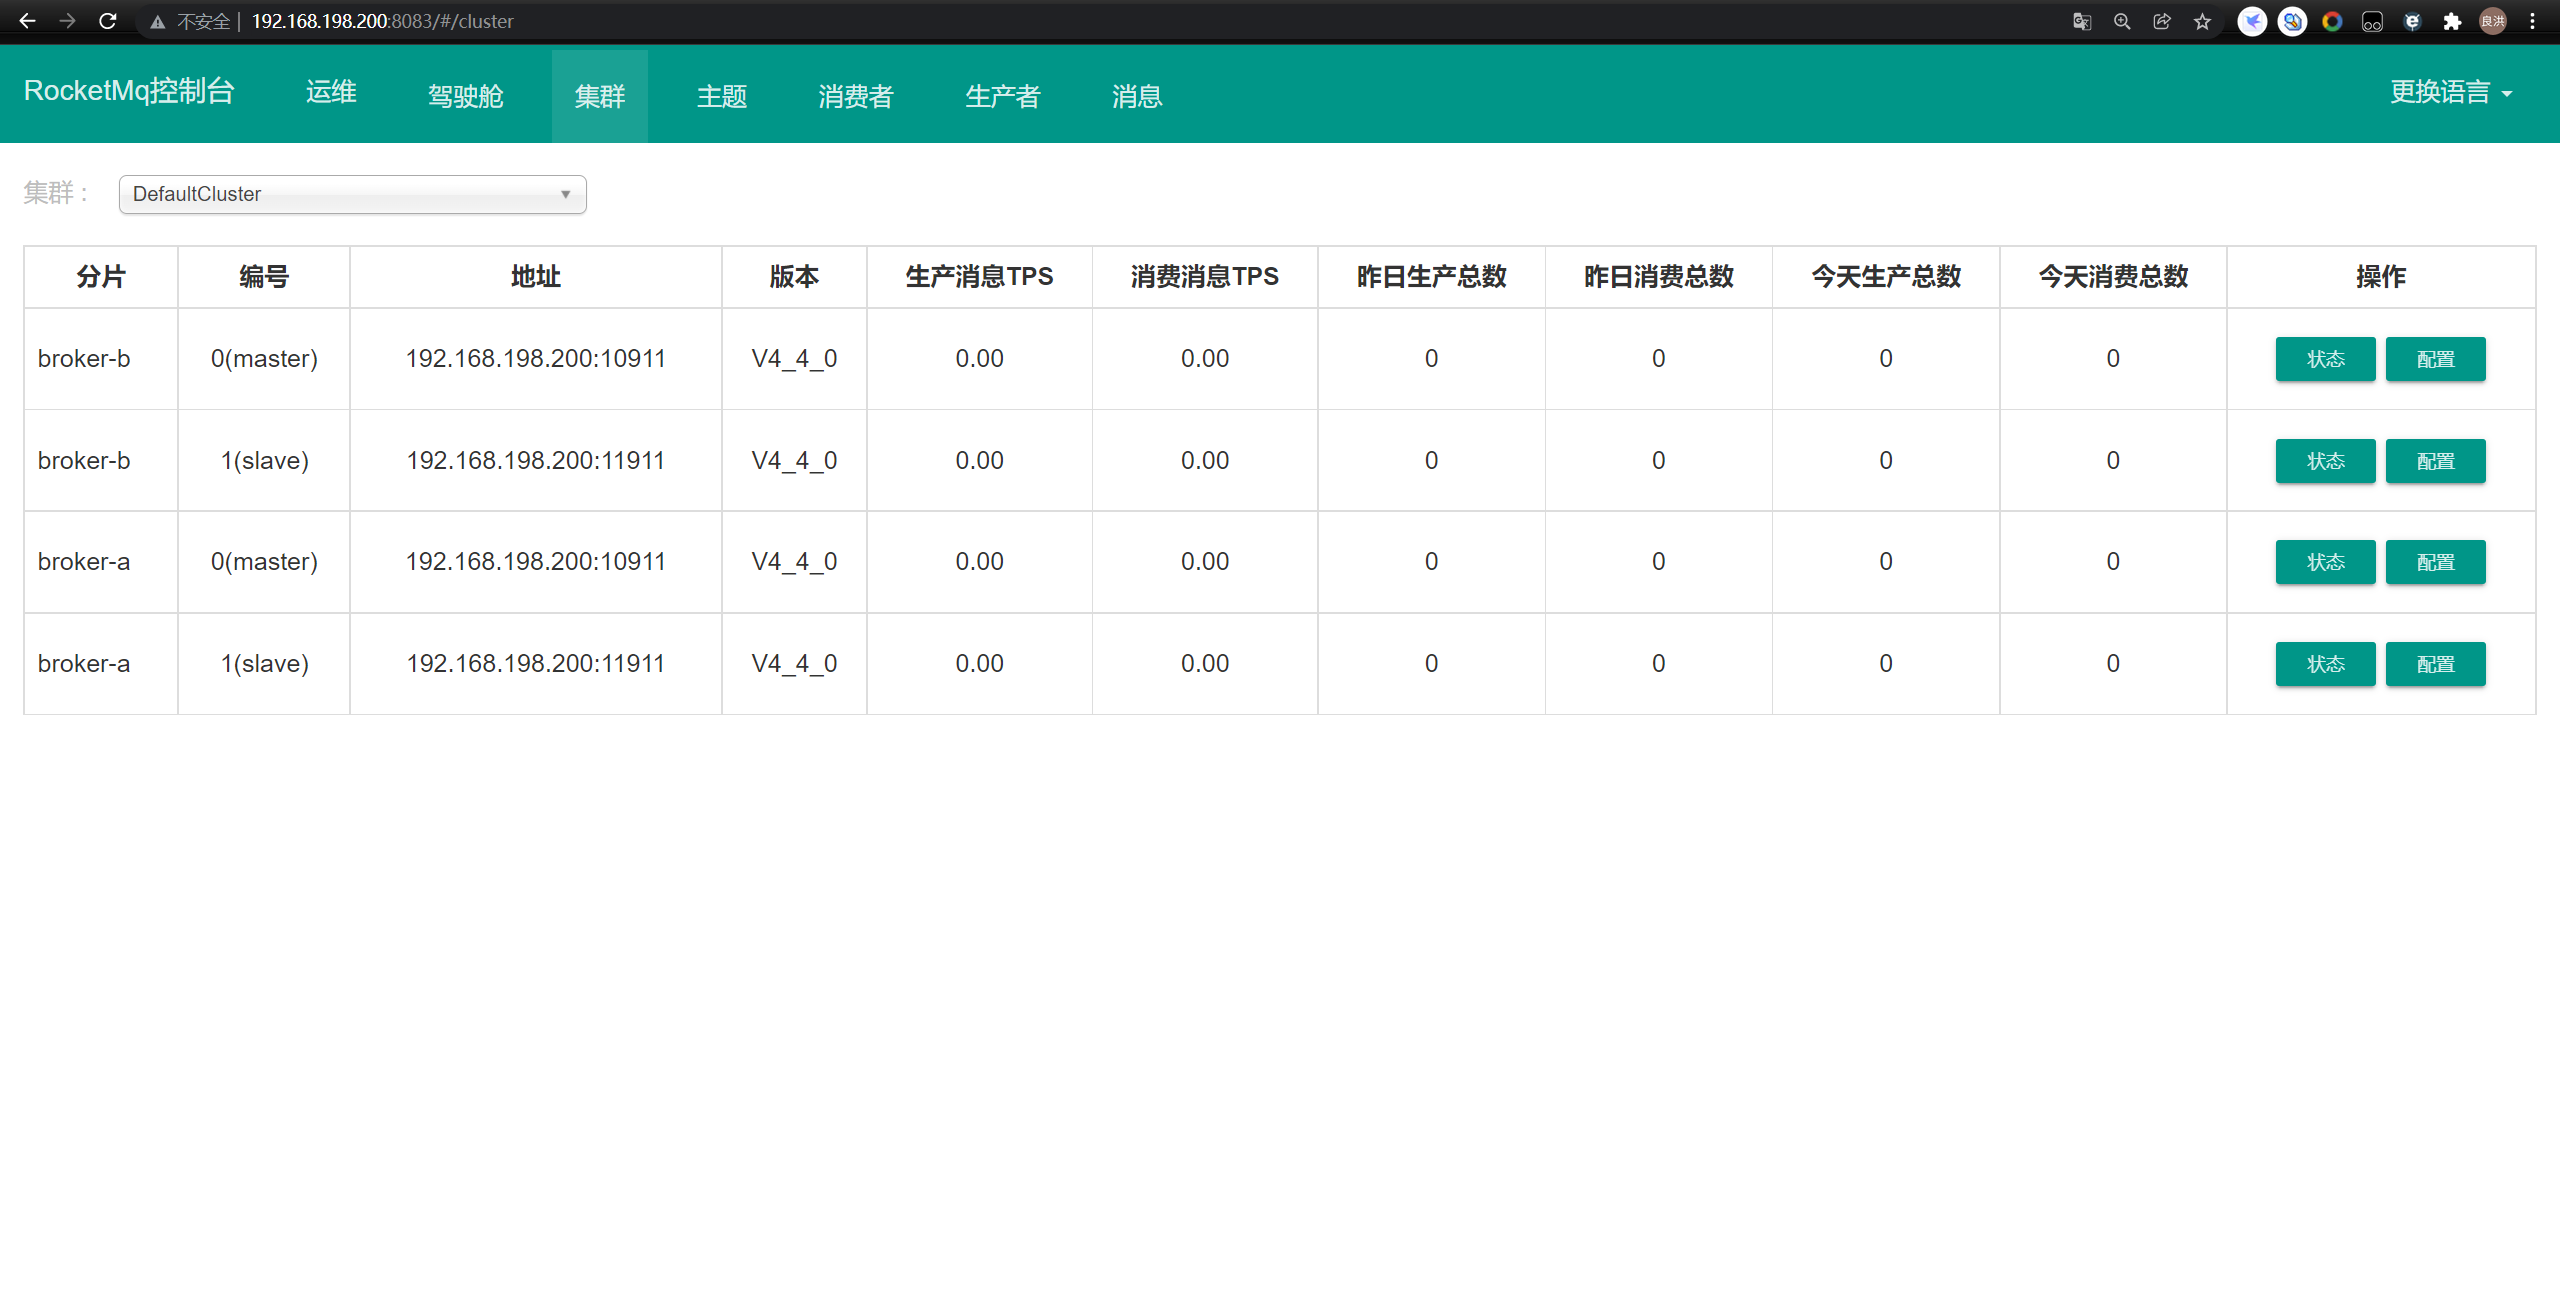 不安全 | 192.168.198.200:8083/#/cluster 良洪
RocketMq控制台 运维 驾驶舱 集群 主题 消费者 生产者 消息 更换语言
集群 : DefaultCluster
分片 编号 地址 版本 生产消息TPS 消费消息TPS 昨日生产总数 昨日消费总数 今天生产总数 今天消费总数 操作
broker-b 0(master) 192.168.198.200:10911 V4_4_0 0.00 0.00 0 0 0 0 状态 配置
broker-b 1(slave) 192.168.198.200:11911 V4_4_0 0.00 0.00 0 0 0 0 状态 配置
broker-a 0(master) 192.168.198.200:10911 V4_4_0 0.00 0.00 0 0 0 0 状态 配置
broker-a 1(slave) 192.168.198.200:11911 V4_4_0 0.00 0.00 0 0 0 0 状态 配置